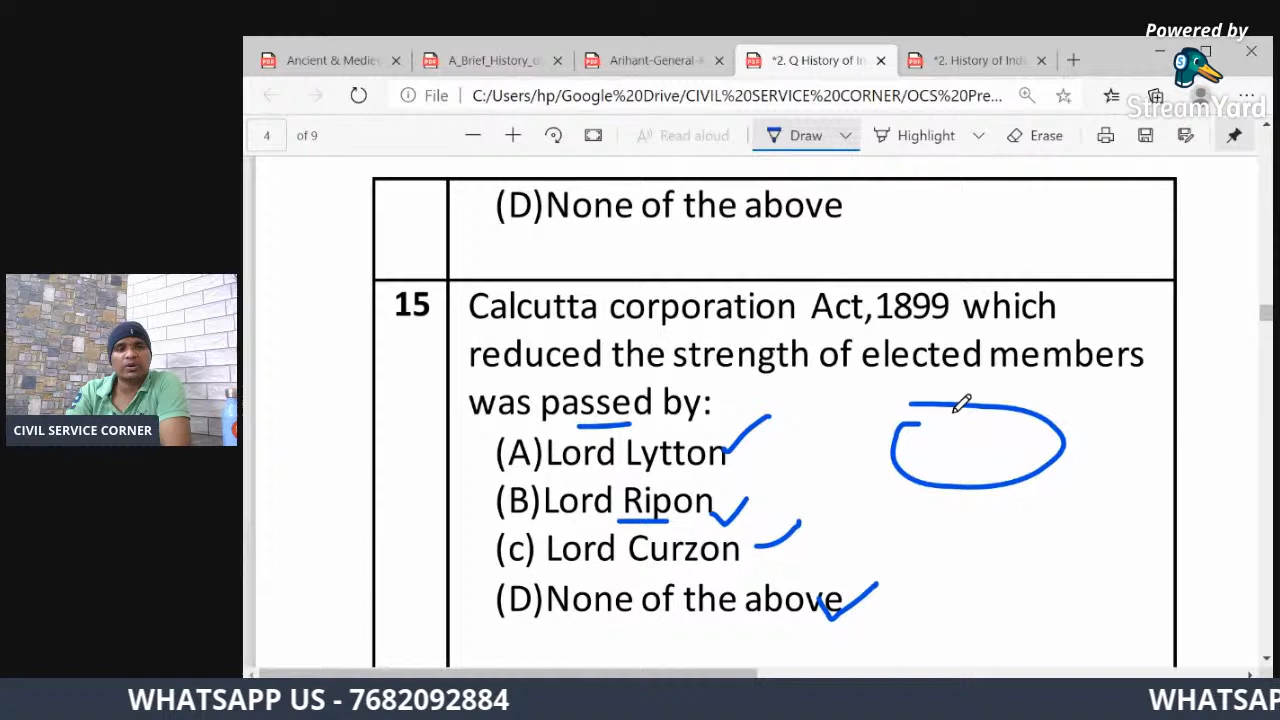 Powered by
StreamYard
Ancient & Medie
A_Brief_History_o
Arihant-General-K
*2. Q History of In
*2. History of Indi
File
C:/Users/hp/Google%20Drive/CIVIL%20SERVICE%20CORNER/OCS%20Pre...
4 of 9
Read aloud
Draw
Highlight
Erase
(D)None of the above
15
Calcutta corporation Act,1899 which
reduced the strength of elected members
was passed by:
(A)Lord Lytton
(B)Lord Ripon
(c) Lord Curzon
(D)None of the above
CIVIL SERVICE CORNER
WHATSAPP US - 7682092884
WHATSAP